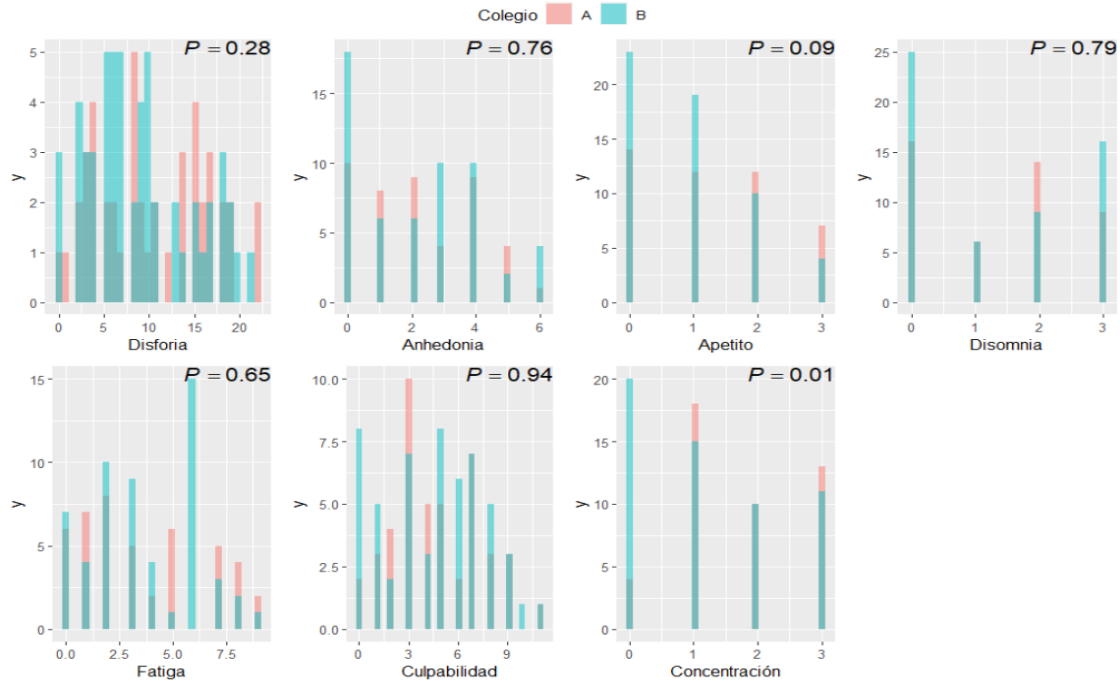 Colegio A B
P = 0.28
5
4
3
2
1
0
y
0 5 10 15 20
Disforia
P = 0.76
15
10
5
0
y
0 2 4 6
Anhedonia
P = 0.09
20
15
10
5
0
y
0 1 2 3
Apetito
P = 0.79
25
20
15
10
5
0
y
0 1 2 3
Disomnia
P = 0.65
15
10
5
0
y
0.0 2.5 5.0 7.5
Fatiga
P = 0.94
10.0
7.5
5.0
2.5
0.0
y
0 3 6 9
Culpabilidad
P = 0.01
20
15
10
5
0
y
0 1 2 3
Concentración